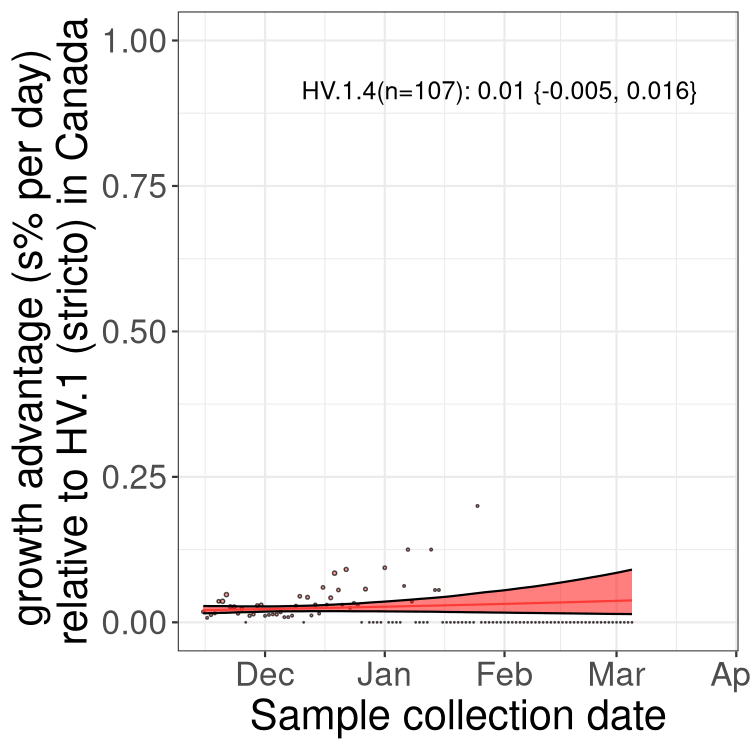 growth advantage (s% per day)
relative to HV.1 (stricto) in Canada
1.00
HV.1.4(n=107): 0.01 {-0.005, 0.016}
0.75
0.50
0.25
0.00
Dec Jan Feb Mar Ap
Sample collection date